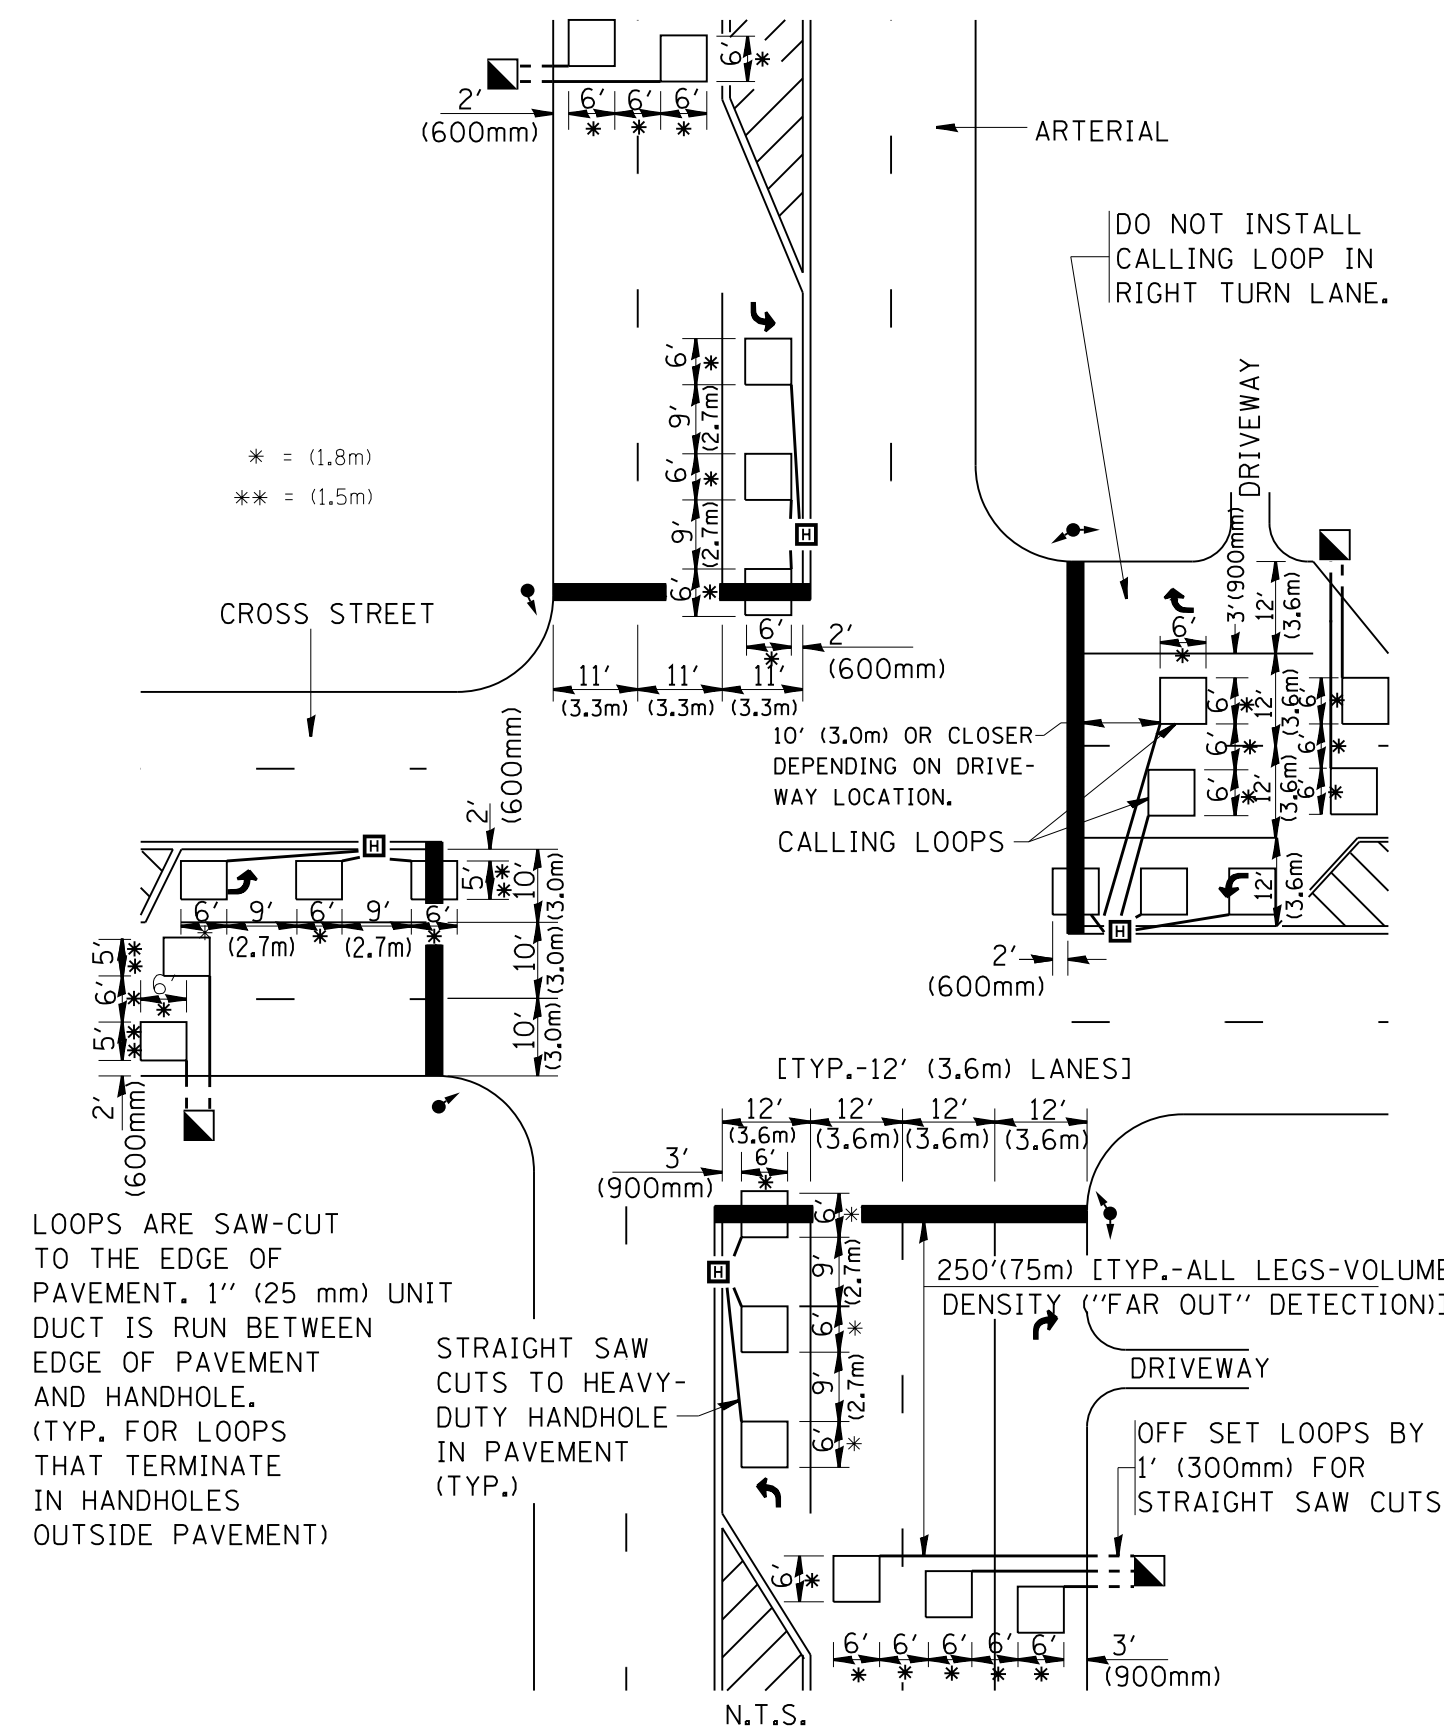 6'
*
2'
(600mm)
6' 6' 6'
* * *
ARTERIAL
DO NOT INSTALL
CALLING LOOP IN
RIGHT TURN LANE.
* = (1.8m)
** = (1.5m)
6' *
9' (2.7m)
6' *
9' (2.7m)
6' *
H
6'
*
2'
(600mm)
11' 11' 11'
(3.3m) (3.3m) (3.3m)
CROSS STREET
DRIVEWAY
3'(900mm)
12'
(3.6m)
6'
*
6' * 12' (3.6m) 6' *
6' * 6' *
6' * 12' (3.6m) 6' *
12'
(3.6m)
10' (3.0m) OR CLOSER
DEPENDING ON DRIVE-
WAY LOCATION.
CALLING LOOPS
H
2'
(600mm)
2'
(600mm)
H
5' **
10'
(3.0m)
6' 9' 6' 9' 6'
* (2.7m) * (2.7m) *
10'
(3.0m)
10'
(3.0m)
5' **
6' *
6'
*
5' **
2'
(600mm)
[TYP.-12' (3.6m) LANES]
12' 12' 12' 12'
(3.6m) (3.6m) (3.6m) (3.6m)
3'
(900mm)
6'
*
6' *
H
9' (2.7m)
6' *
9' (2.7m)
6' *
LOOPS ARE SAW-CUT
TO THE EDGE OF
PAVEMENT. 1'' (25 mm) UNIT
DUCT IS RUN BETWEEN
EDGE OF PAVEMENT
AND HANDHOLE.
(TYP. FOR LOOPS
THAT TERMINATE
IN HANDHOLES
OUTSIDE PAVEMENT)
STRAIGHT SAW
CUTS TO HEAVY-
DUTY HANDHOLE
IN PAVEMENT
(TYP.)
250'(75m) [TYP.-ALL LEGS-VOLUME
DENSITY (''FAR OUT'' DETECTION)]
DRIVEWAY
OFF SET LOOPS BY
1' (300mm) FOR
STRAIGHT SAW CUTS
6' *
6' 6' 6' 6' 6'
* * * * *
3'
(900mm)
N.T.S.